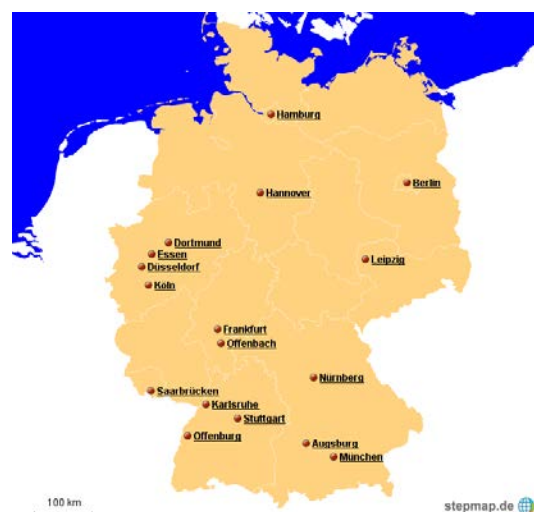 Hamburg
Berlin
Hannover
Dortmund
Essen
Leipzig
Düsseldorf
Köln
Frankfurt
Offenbach
Nürnberg
Saarbrücken
Karlsruhe
Stuttgart
Offenburg
Augsburg
München
100 km
stepmap.de